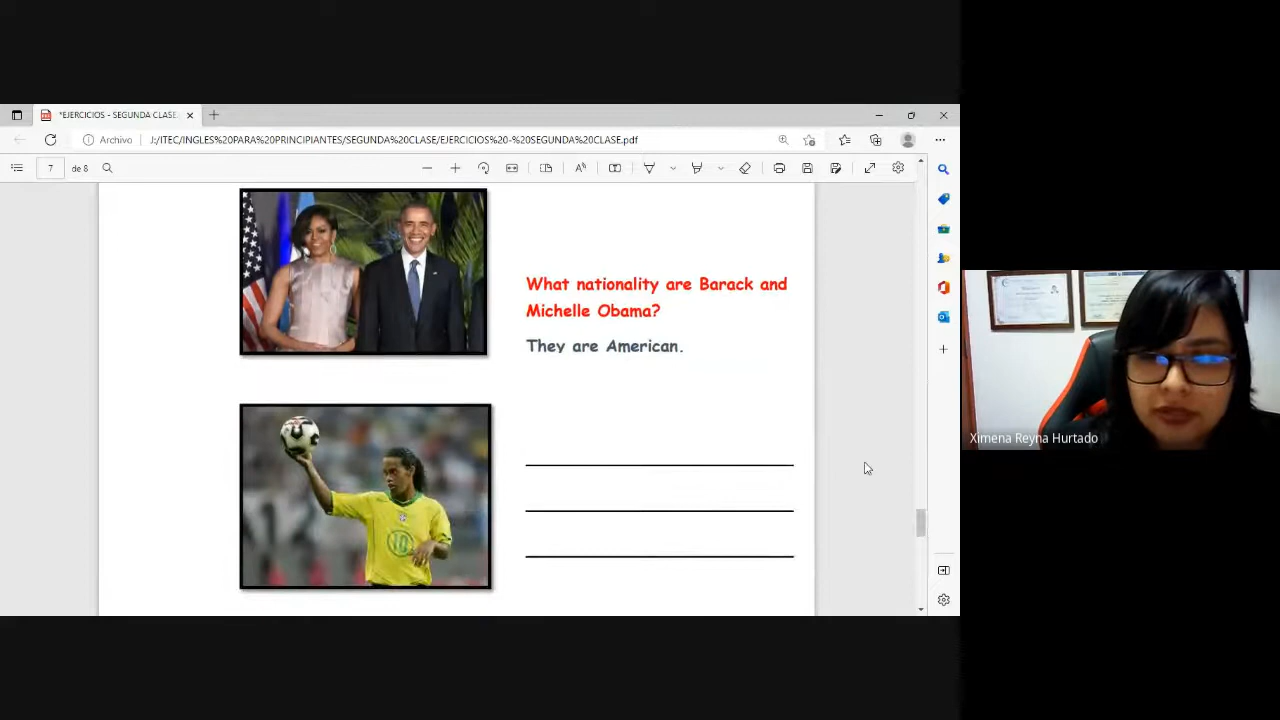 *EJERCICIOS - SEGUNDA CLASE
Archivo
J:/ITEC/INGLES%20PARA%20PRINCIPIANTES/SEGUNDA%20CLASE/EJERCICIOS%20-%20SEGUNDA%20CLASE.pdf
7 de 8
What nationality are Barack and
Michelle Obama?
They are American.
10
Ximena Reyna Hurtado